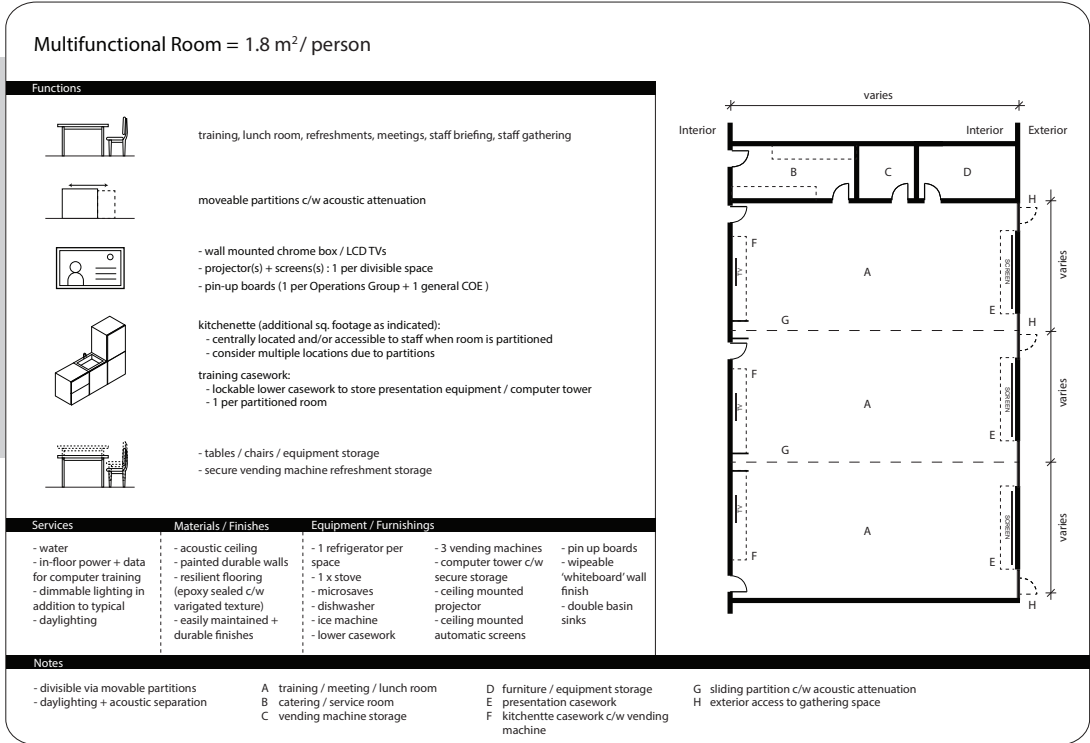 Multifunctional Room = 1.8 m²/ person
Functions
training, lunch room, refreshments, meetings, staff briefing, staff gathering
moveable partitions c/w acoustic attenuation
- wall mounted chrome box / LCD TVs
- projector(s) + screens(s) : 1 per divisible space
- pin-up boards (1 per Operations Group + 1 general COE )
kitchenette (additional sq. footage as indicated):
- centrally located and/or accessible to staff when room is partitioned
- consider multiple locations due to partitions
training casework:
- lockable lower casework to store presentation equipment / computer tower
- 1 per partitioned room
- tables / chairs / equipment storage
- secure vending machine refreshment storage
varies
Interior
Interior
Exterior
B
C
D
H
F
TV
A
SCREEN
E
varies
G
H
F
TV
A
SCREEN
E
varies
G
TV
A
SCREEN
F
E
varies
H
Services
- water
- in-floor power + data
for computer training
- dimmable lighting in
addition to typical
- daylighting
Materials / Finishes
- acoustic ceiling
- painted durable walls
- resilient flooring
(epoxy sealed c/w
varigated texture)
- easily maintained +
durable finishes
Equipment / Furnishings
- 1 refrigerator per
space
- 1 x stove
- microsaves
- dishwasher
- ice machine
- lower casework
- 3 vending machines
- computer tower c/w
secure storage
- ceiling mounted
projector
- ceiling mounted
automatic screens
- pin up boards
- wipeable
'whiteboard' wall
finish
- double basin
sinks
Notes
- divisible via movable partitions
- daylighting + acoustic separation
A training / meeting / lunch room
B catering / service room
C vending machine storage
D furniture / equipment storage
E presentation casework
F kitchentte casework c/w vending
machine
G sliding partition c/w acoustic attenuation
H exterior access to gathering space